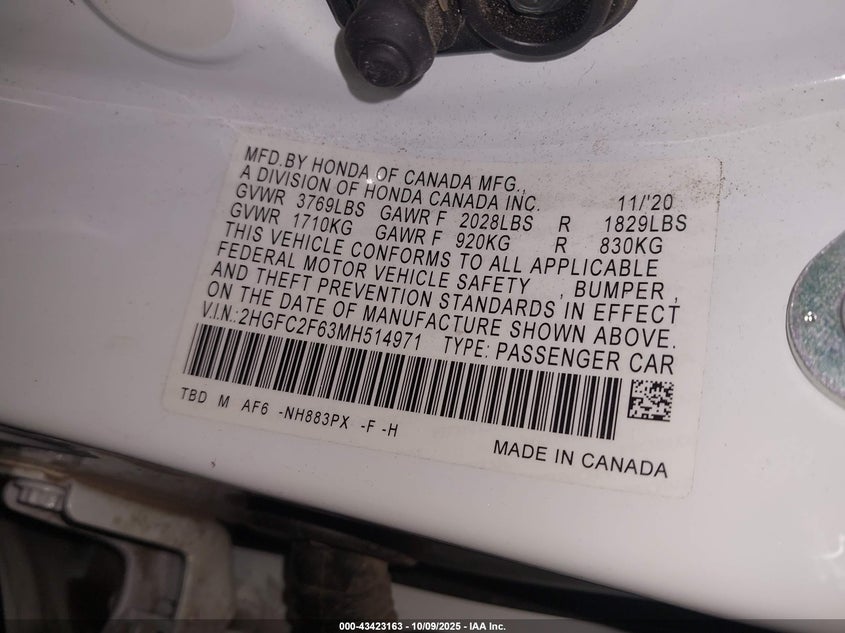 MFD.BY HONDA OF CANADA MFG.,
A DIVISION OF HONDA CANADA INC. 11/'20
GVWR 3769LBS GAWR F 2028LBS R 1829LBS
GVWR 1710KG GAWR F 920KG R 830KG
THIS VEHICLE CONFORMS TO ALL APPLICABLE
FEDERAL MOTOR VEHICLE SAFETY , BUMPER ,
AND THEFT PREVENTION STANDARDS IN EFFECT
ON THE DATE OF MANUFACTURE SHOWN ABOVE.
V.I.N.: 2HGFC2F63MH514971 TYPE: PASSENGER CAR
TBD M AF6 -NH883PX -F -H
MADE IN CANADA
000-43423163 - 10/09/2025 - IAA Inc.